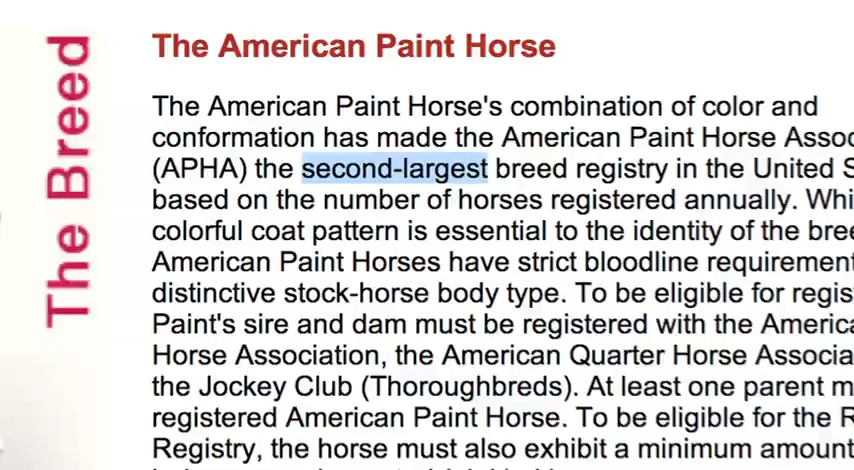 The Breed
The American Paint Horse
The American Paint Horse's combination of color and
conformation has made the American Paint Horse
(APHA) the second-largest breed registry in the United
based on the number of horses registered annually.
colorful coat pattern is essential to the identity of the
American Paint Horses have strict bloodline
distinctive stock-horse body type. To be eligible for
Paint's sire and dam must be registered with the
Horse Association, the American Quarter Horse
the Jockey Club (Thoroughbreds). At least one parent
registered American Paint Horse. To be eligible for the
Registry, the horse must also exhibit a minimum amount